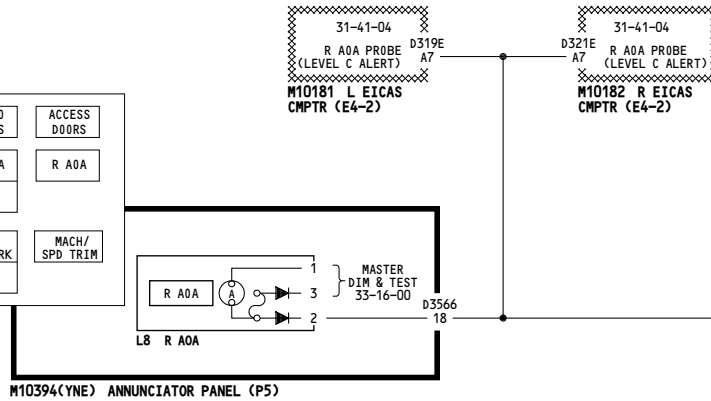 31-41-04
R AOA PROBE
(LEVEL C ALERT)
D319E
A7
M10181 L EICAS
CMPTR (E4-2)
D321E
A7
31-41-04
R AOA PROBE
(LEVEL C ALERT)
M10182 R EICAS
CMPTR (E4-2)
O
S
ACCESS
DOORS
A
R AOA
RK
MACH/
SPD TRIM
R AOA
A
1
3
2
MASTER
DIM & TEST
33-16-00
D3566
18
L8 R AOA
M10394(YNE) ANNUNCIATOR PANEL (P5)